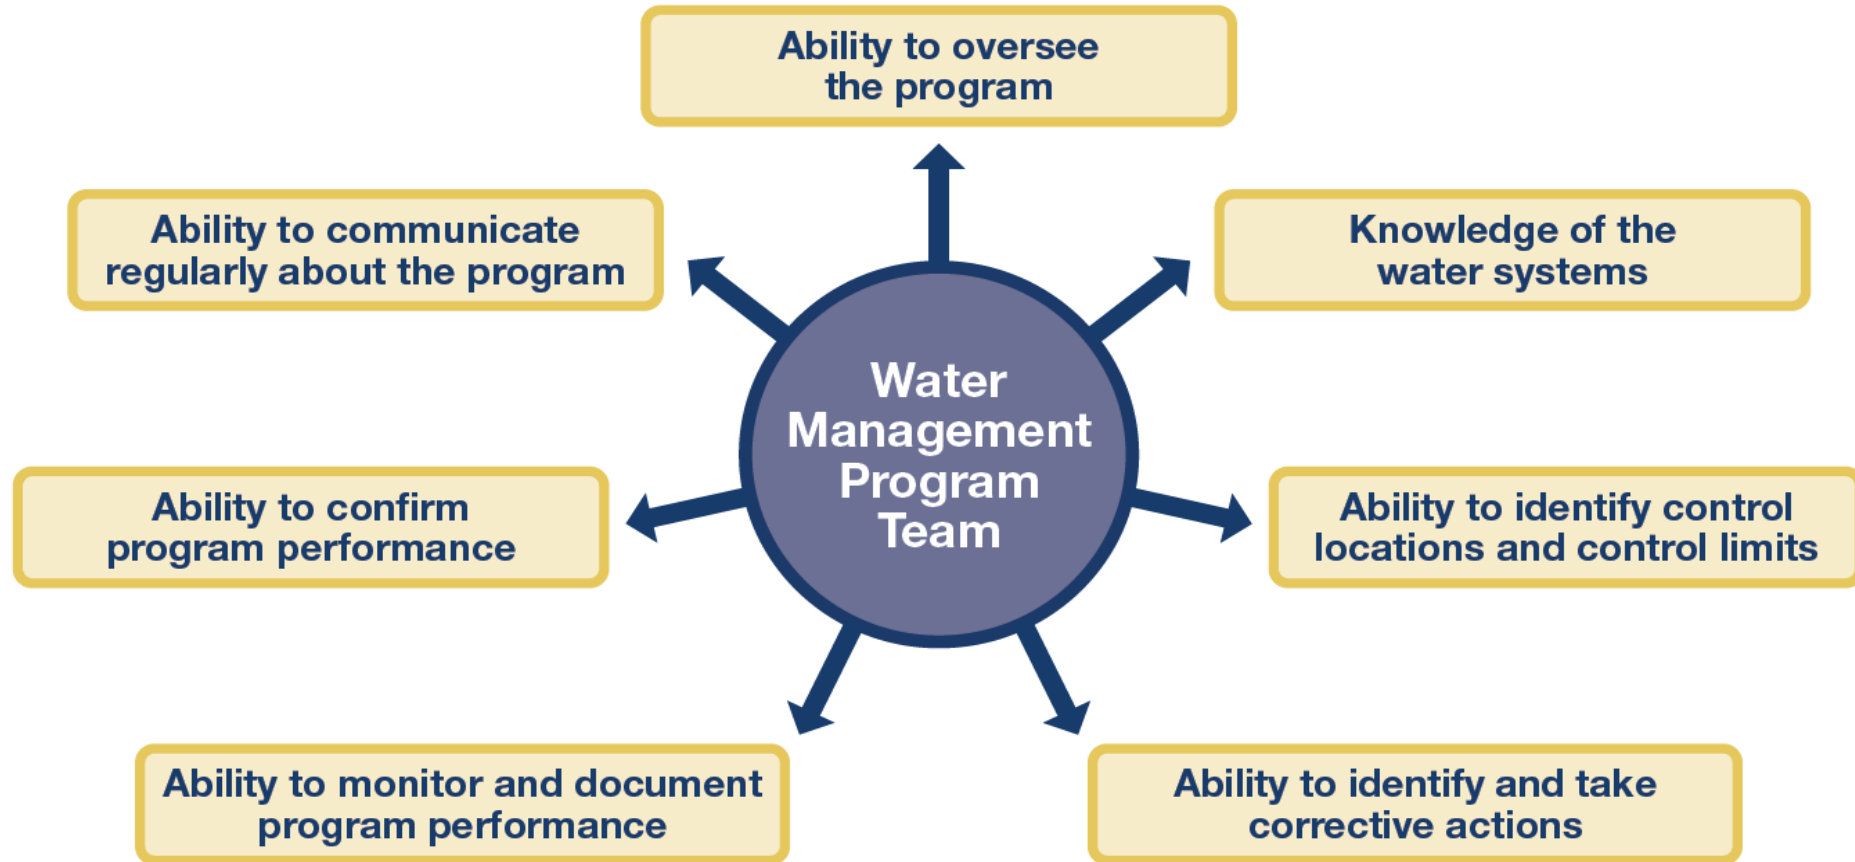 Ability to oversee
the program
Ability to communicate
regularly about the program
Knowledge of the
water systems
Water
Management
Program
Team
Ability to confirm
program performance
Ability to identify control
locations and control limits
Ability to monitor and document
program performance
Ability to identify and take
corrective actions